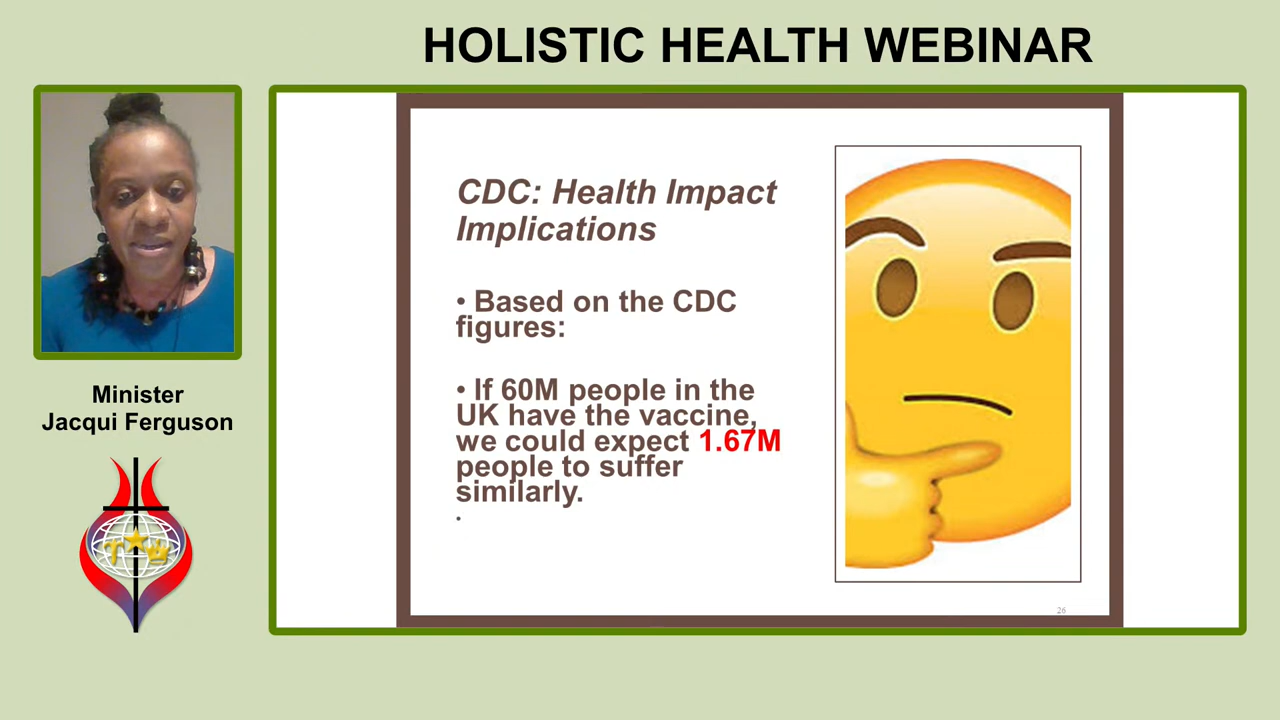 HOLISTIC HEALTH WEBINAR
Minister
Jacqui Ferguson
CDC: Health Impact
Implications
• Based on the CDC
figures:
• If 60M people in the
UK have the vaccine,
we could expect 1.67M
people to suffer
similarly.
•
26